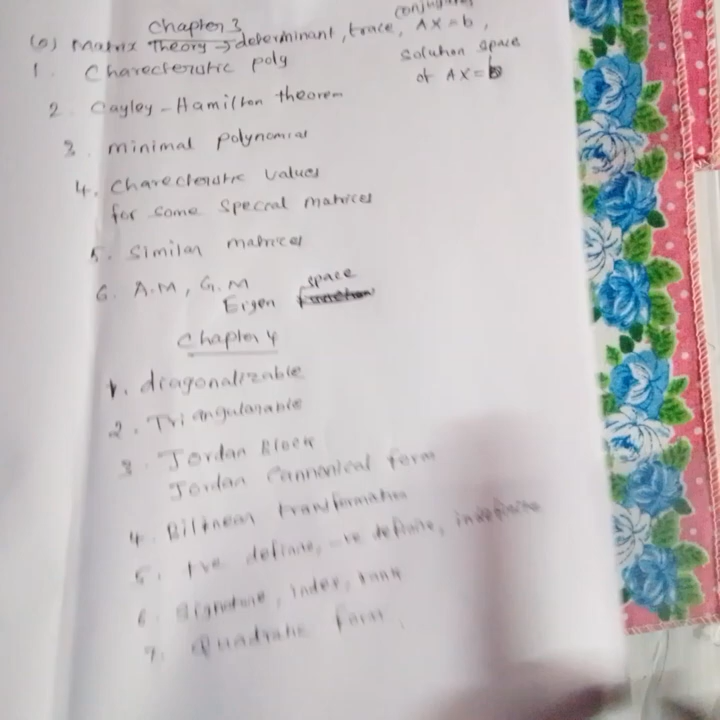 Chapter 3
(0) Matrix Theory → determinant, trace, conjugate, AX = b,
solution space
of AX = b
1. Charecteristic poly
2. Cayley - Hamilton theorem
3. minimal polynomial
4. Charecteristic values
for some special matrices
5. Similar matrices
6. A.M, G.M
Eigen space
Chapter 4
1. diagonalizable
2. Triangularable
3. Jordan Block
Jordan Cannonical form
4. Bilinear transformation
5. +ve definite, -ve definite, indefinite
6. Signature, index, rank
7. Quadratic form.